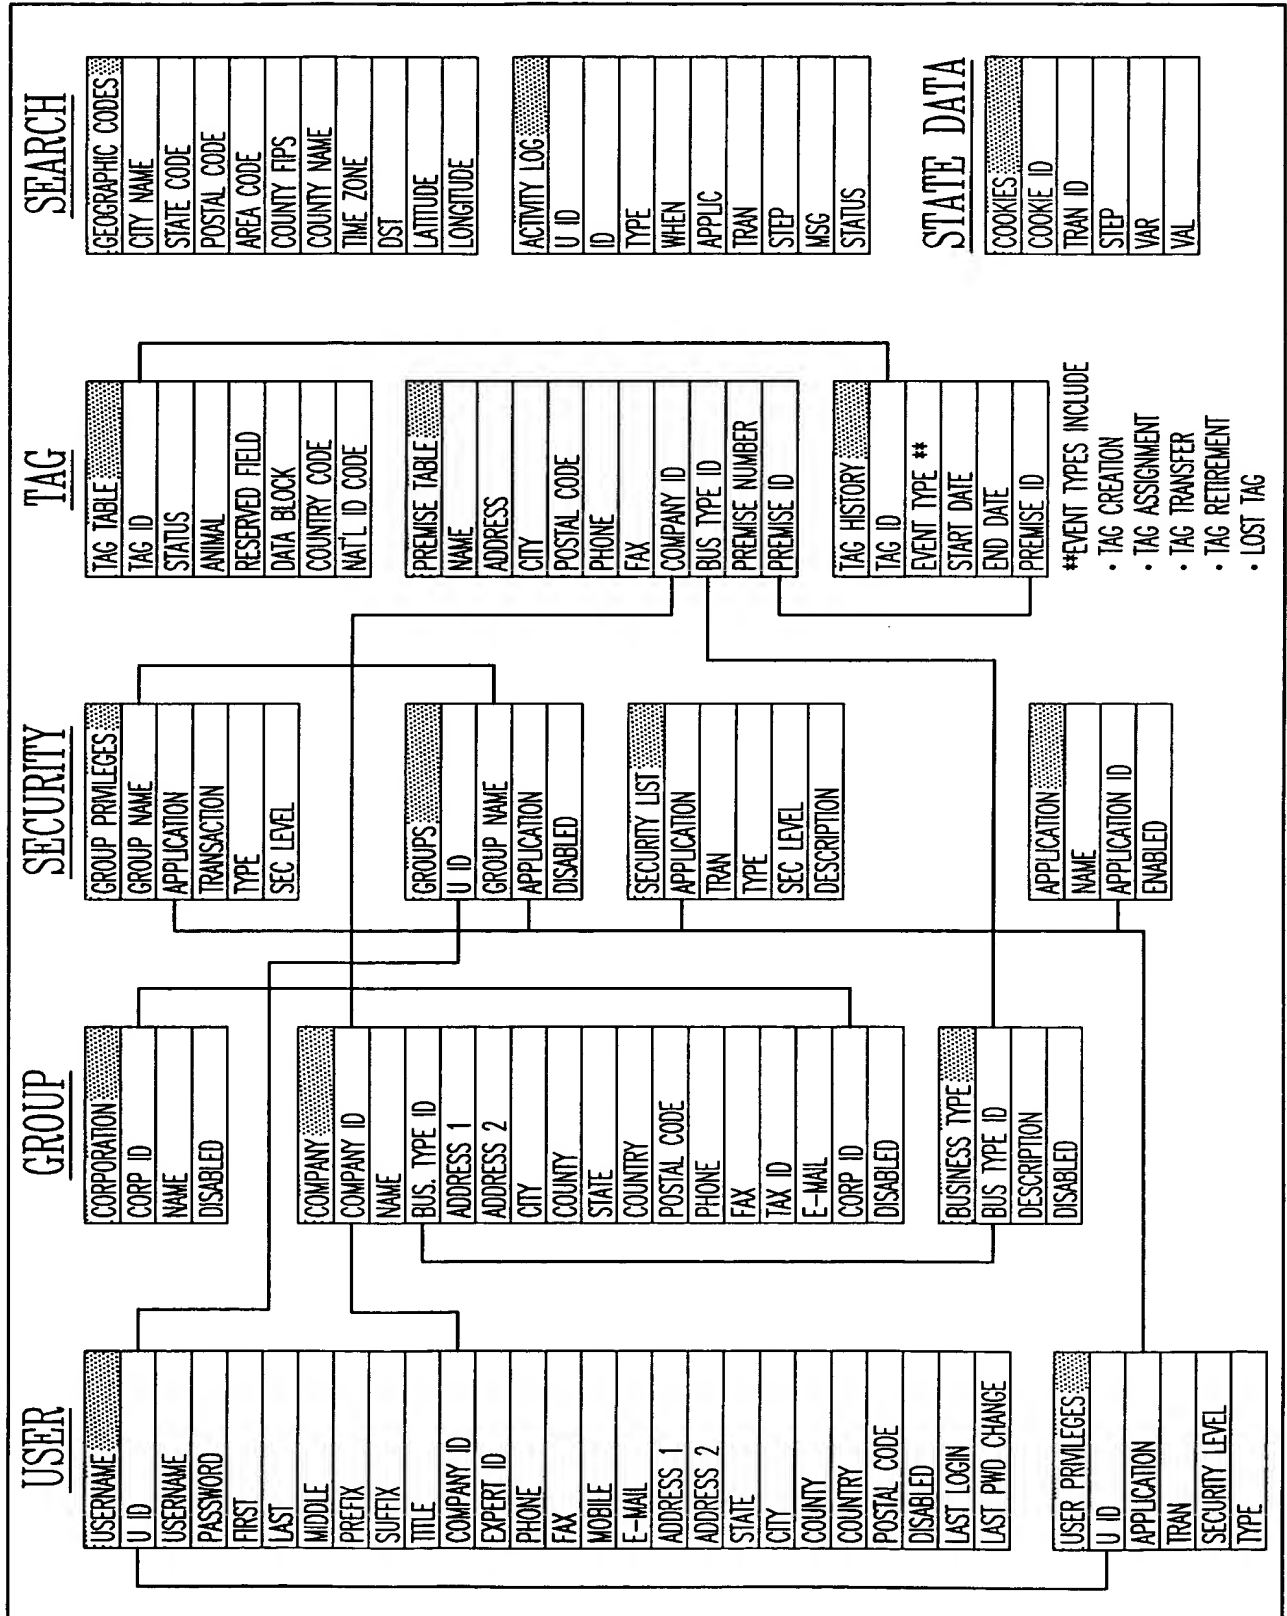 USER
USERNAME
U ID
USERNAME
PASSWORD
FIRST
LAST
MIDDLE
PREFIX
SUFFIX
TITLE
COMPANY ID
EXPERT ID
PHONE
FAX
MOBILE
E-MAIL
ADDRESS 1
ADDRESS 2
STATE
CITY
COUNTY
COUNTRY
POSTAL CODE
DISABLED
LAST LOGIN
LAST PWD CHANGE
USER PRIVILEGES
U ID
APPLICATION
TRAN
SECURITY LEVEL
TYPE
GROUP
CORPORATION
CORP ID
NAME
DISABLED
COMPANY
COMPANY ID
NAME
BUS. TYPE ID
ADDRESS 1
ADDRESS 2
CITY
COUNTY
STATE
COUNTRY
POSTAL CODE
PHONE
FAX
TAX ID
E-MAIL
CORP ID
DISABLED
BUSINESS TYPE
BUS TYPE ID
DESCRIPTION
DISABLED
SECURITY
GROUP PRIVILEGES
GROUP NAME
APPLICATION
TRANSACTION
TYPE
SEC LEVEL
GROUPS
U ID
GROUP NAME
APPLICATION
DISABLED
SECURITY LIST
APPLICATION
TRAN
TYPE
SEC LEVEL
DESCRIPTION
APPLICATION
NAME
APPLICATION ID
ENABLED
TAG
TAG TABLE
TAG ID
STATUS
ANIMAL
RESERVED FIELD
DATA BLOCK
COUNTRY CODE
NAT'L ID CODE
PREMISE TABLE
NAME
ADDRESS
CITY
POSTAL CODE
PHONE
FAX
COMPANY ID
BUS TYPE ID
PREMISE NUMBER
PREMISE ID
TAG HISTORY
TAG ID
EVENT TYPE **
START DATE
END DATE
PREMISE ID
**EVENT TYPES INCLUDE
• TAG CREATION
• TAG ASSIGNMENT
• TAG TRANSFER
• TAG RETIREMENT
• LOST TAG
SEARCH
GEOGRAPHIC CODES
CITY NAME
STATE CODE
POSTAL CODE
AREA CODE
COUNTY FIPS
COUNTY NAME
TIME ZONE
DST
LATITUDE
LONGITUDE
ACTIVITY LOG
U ID
ID
TYPE
WHEN
APPLIC
TRAN
STEP
MSG
STATUS
STATE DATA
COOKIES
COOKIE ID
TRAN ID
STEP
VAR
VAL